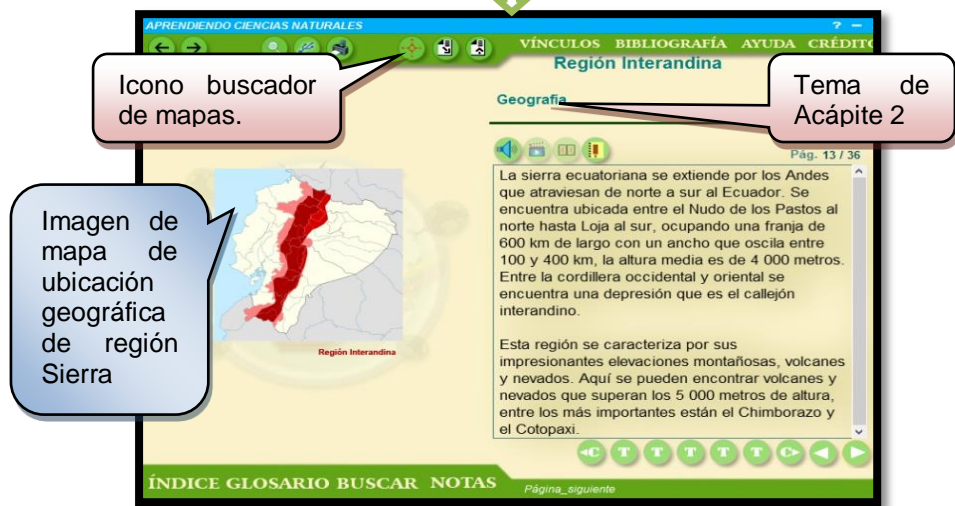 APRENDIENDO CIENCIAS NATURALES
? –
VÍNCULOS BIBLIOGRAFÍA AYUDA CRÉDITO
Icono buscador
de mapas.
Región Interandina
Tema de
Acápite 2
Geografía
Pág. 13 / 36
Imagen de
mapa de
ubicación
geográfica
de región
Sierra
Región Interandina
La sierra ecuatoriana se extiende por los Andes
que atraviesan de norte a sur al Ecuador. Se
encuentra ubicada entre el Nudo de los Pastos al
norte hasta Loja al sur, ocupando una franja de
600 km de largo con un ancho que oscila entre
100 y 400 km, la altura media es de 4 000 metros.
Entre la cordillera occidental y oriental se
encuentra una depresión que es el callejón
interandino.
Esta región se caracteriza por sus
impresionantes elevaciones montañosas, volcanes
y nevados. Aquí se pueden encontrar volcanes y
nevados que superan los 5 000 metros de altura,
entre los más importantes están el Chimborazo y
el Cotopaxi.
C T T T T T C
ÍNDICE GLOSARIO BUSCAR NOTAS
Página_siguiente